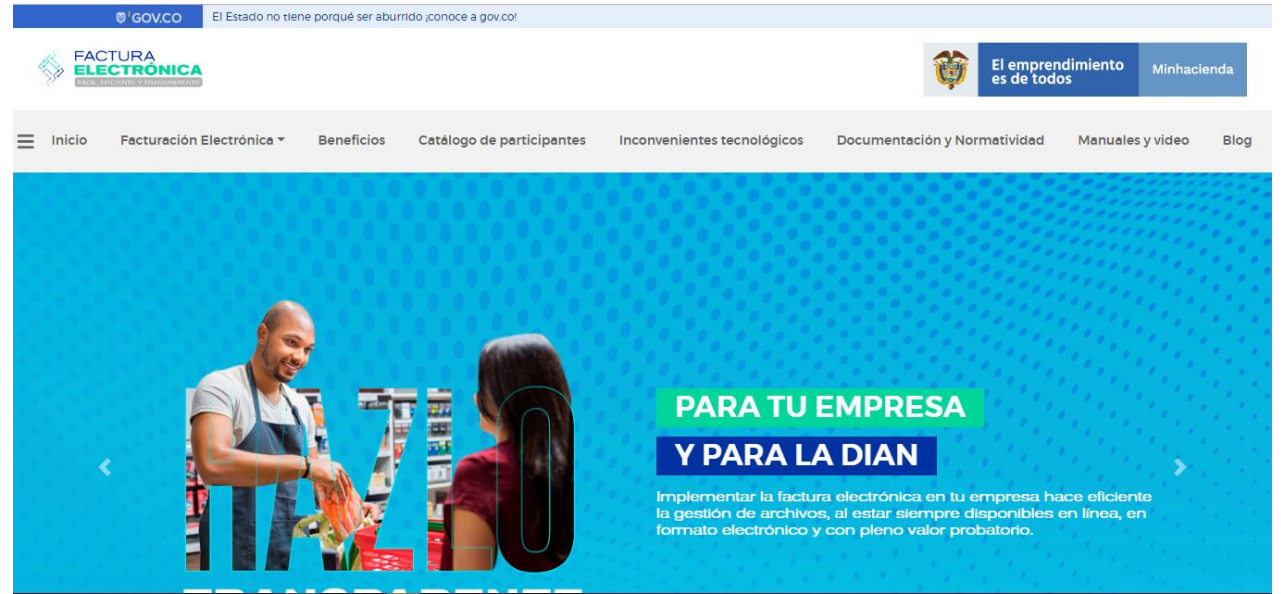 GOV.CO
El Estado no tiene porqué ser aburrido ¡conoce a gov.co!
FACTURA
ELECTRÓNICA
FÁCIL, EFICIENTE Y TRANSPARENTE
El emprendimiento
es de todos
Minhacienda
Inicio Facturación Electrónica Beneficios Catálogo de participantes Inconvenientes tecnológicos Documentación y Normatividad Manuales y video Blog
HAZLO
TRANSPARENTE
PARA TU EMPRESA
Y PARA LA DIAN
Implementar la factura electrónica en tu empresa hace eficiente
la gestión de archivos, al estar siempre disponibles en línea, en
formato electrónico y con pleno valor probatorio.